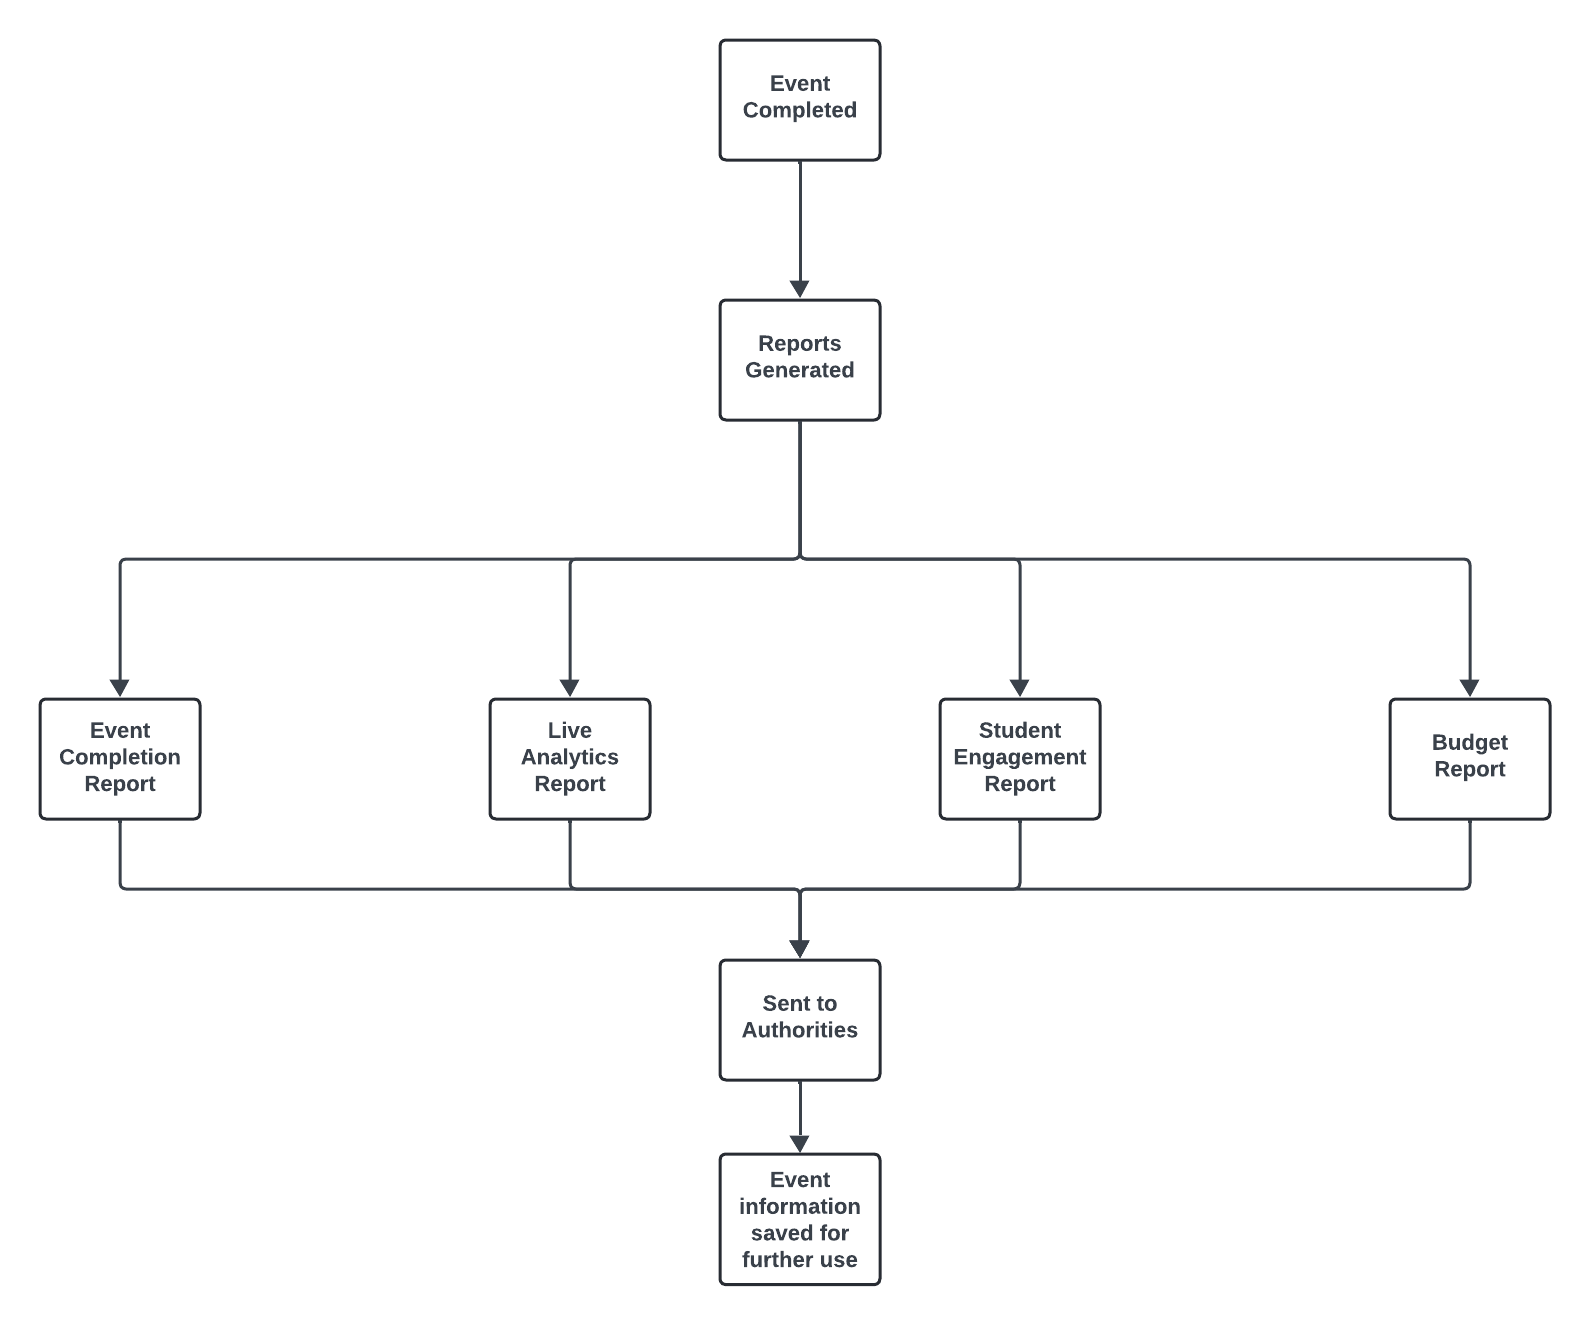 Event
Completed
Reports
Generated
Event
Completion
Report
Live
Analytics
Report
Student
Engagement
Report
Budget
Report
Sent to
Authorities
Event
information
saved for
further use